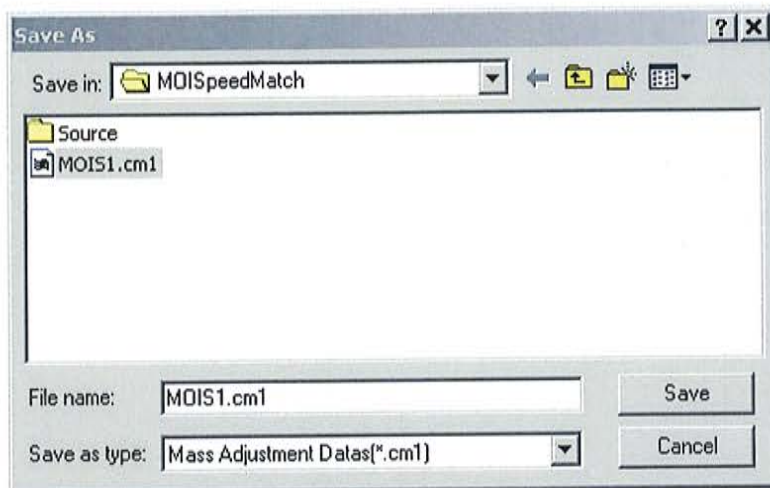 Save As
Save in: MOISpeedMatch
Source
MOIS1.cm1
File name: MOIS1.cm1 Save
Save as type: Mass Adjustment Datas(*.cm1) Cancel